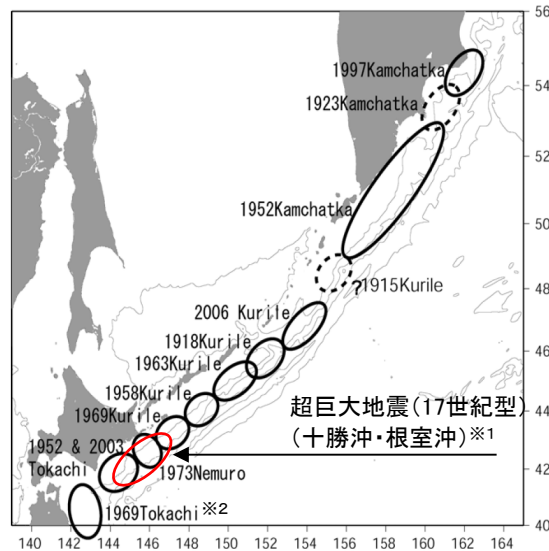 1997Kamchatka
1923Kamchatka
1952Kamchatka
?1915Kurile
2006 Kurile
1918Kurile
1963Kurile
1958Kurile
1969Kurile
超巨大地震(17世紀型)
(十勝沖・根室沖)※1
1952 & 2003
Tokachi
1973Nemuro
1969Tokachi※2
56
54
52
50
48
46
44
42
40
140 142 144 146 148 150 152 154 156 158 160 162 164